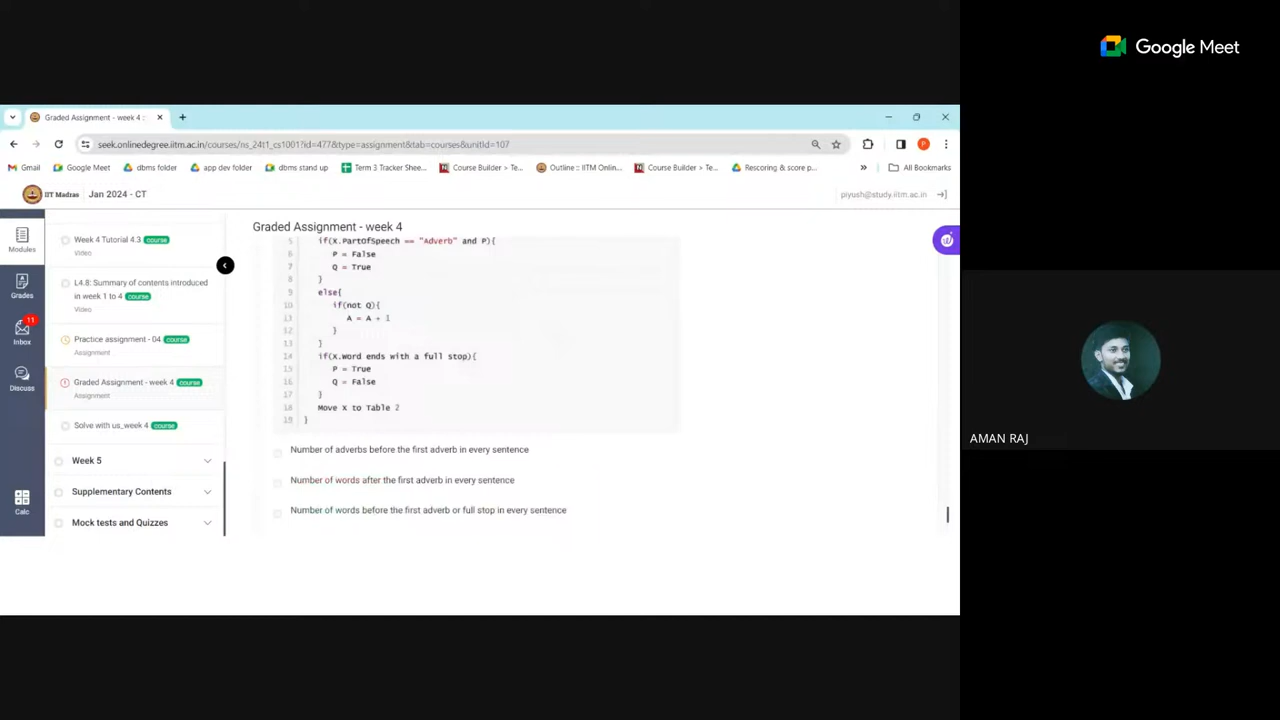 Google Meet
Graded Assignment - week 4 :
seek.onlinedegree.iitm.ac.in/courses/ns_24t1_cs1001?id=477&type=assignment&tab=courses&unitId=107
Gmail
Google Meet
dbms folder
app dev folder
dbms stand up
Term 3 Tracker Shee...
Course Builder > Te...
Outline :: IITM Onlin...
Course Builder > Te...
Rescoring & score p...
All Bookmarks
IIT Madras
Jan 2024 - CT
piyush@study.iitm.ac.in
Modules
Grades
11
Inbox
Discuss
Calc
Week 4 Tutorial 4.3 course
Video
L4.8: Summary of contents introduced
in week 1 to 4 course
Video
Practice assignment - 04 course
Assignment
Graded Assignment - week 4 course
Assignment
Solve with us_week 4 course
Week 5
Supplementary Contents
Mock tests and Quizzes
Graded Assignment - week 4
5 if(X.PartOfSpeech == "Adverb" and P){
6 P = False
7 Q = True
8 }
9 else{
10 if(not Q){
11 A = A + 1
12 }
13 }
14 if(X.Word ends with a full stop){
15 P = True
16 Q = False
17 }
18 Move X to Table 2
19 }
Number of adverbs before the first adverb in every sentence
Number of words after the first adverb in every sentence
Number of words before the first adverb or full stop in every sentence
AMAN RAJ
P